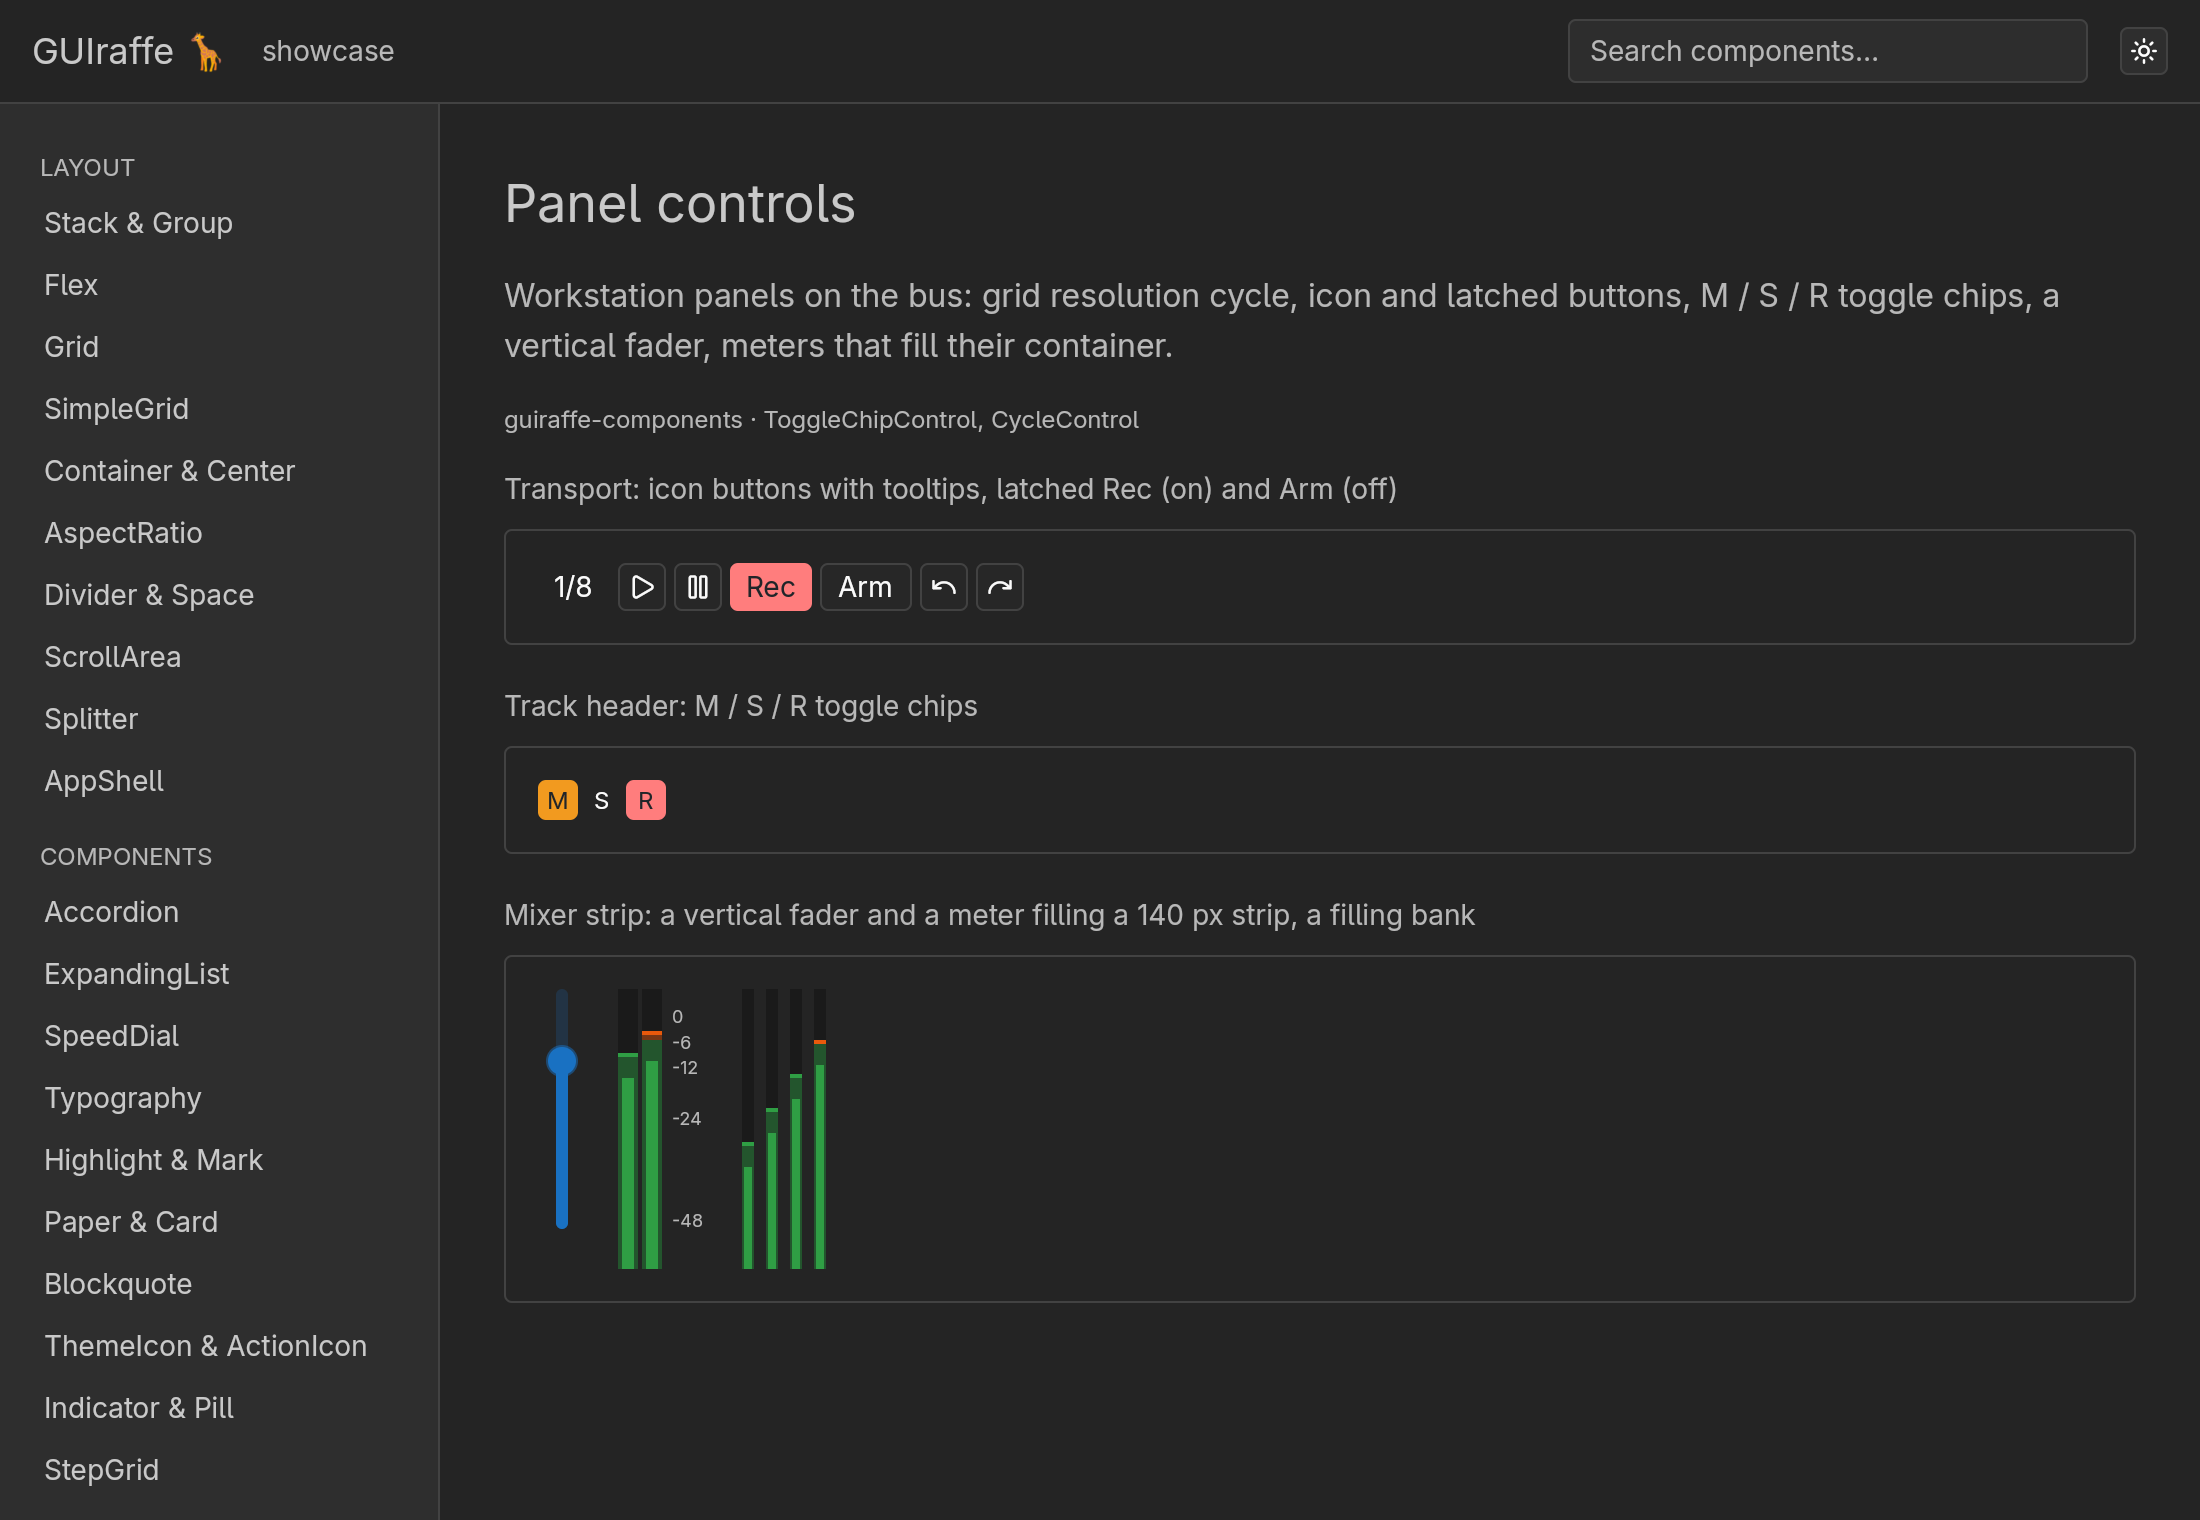 GUIraffe 🦒 showcase
Search components...
LAYOUT
Stack & Group
Flex
Grid
SimpleGrid
Container & Center
AspectRatio
Divider & Space
ScrollArea
Splitter
AppShell
COMPONENTS
Accordion
ExpandingList
SpeedDial
Typography
Highlight & Mark
Paper & Card
Blockquote
ThemeIcon & ActionIcon
Indicator & Pill
StepGrid
Panel controls
Workstation panels on the bus: grid resolution cycle, icon and latched buttons, M / S / R toggle chips, a
vertical fader, meters that fill their container.
guiraffe-components · ToggleChipControl, CycleControl
Transport: icon buttons with tooltips, latched Rec (on) and Arm (off)
1/8 Rec Arm
Track header: M / S / R toggle chips
M S R
Mixer strip: a vertical fader and a meter filling a 140 px strip, a filling bank
0
-6
-12
-24
-48